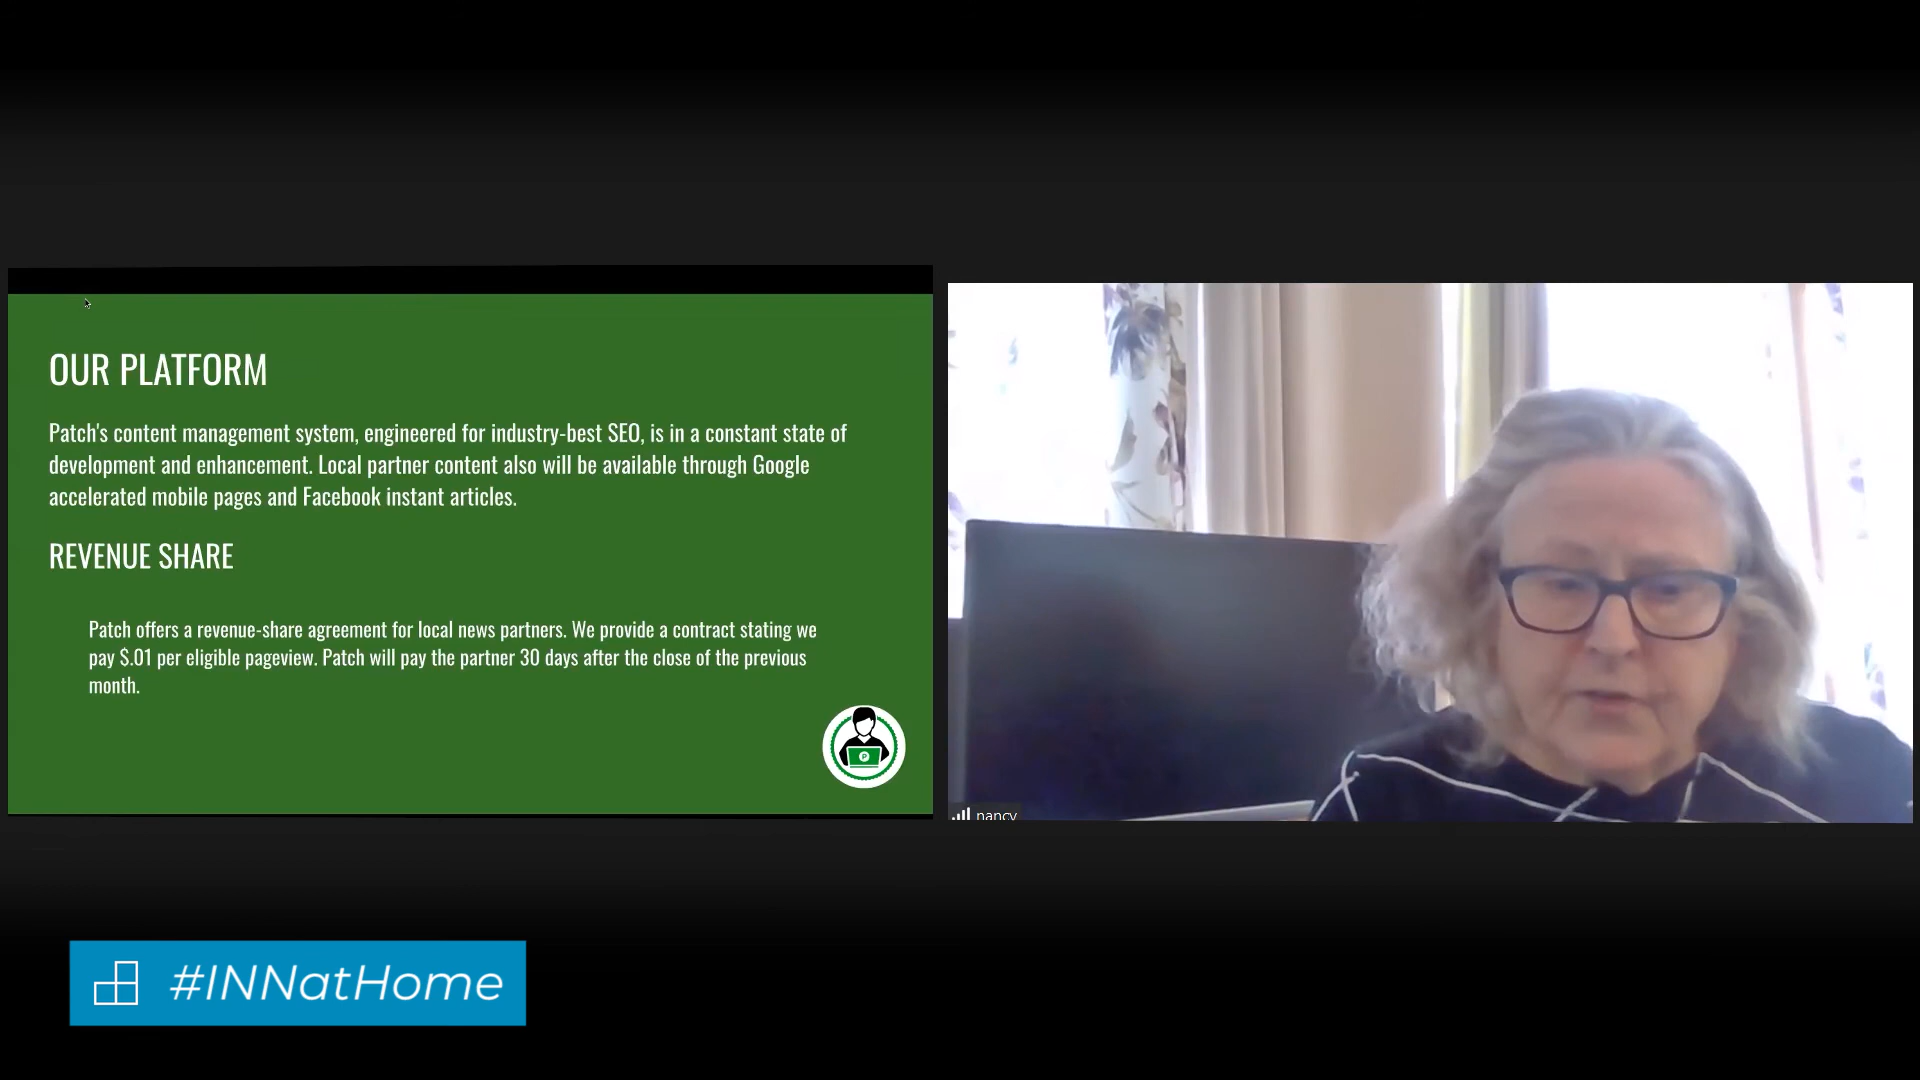 OUR PLATFORM
Patch's content management system, engineered for industry-best SEO, is in a constant state of
development and enhancement. Local partner content also will be available through Google
accelerated mobile pages and Facebook instant articles.
REVENUE SHARE
Patch offers a revenue-share agreement for local news partners. We provide a contract stating we
pay $.01 per eligible pageview. Patch will pay the partner 30 days after the close of the previous
month.
P
nancy
#INNatHome